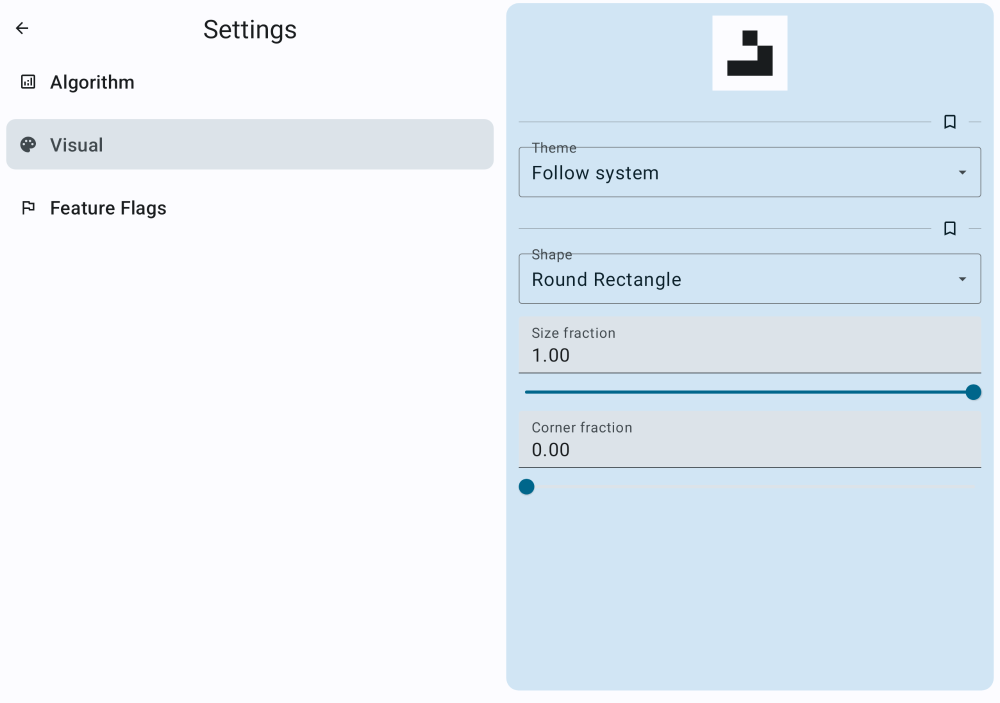 Settings
Algorithm
Visual
Feature Flags
Theme
Follow system
Shape
Round Rectangle
Size fraction
1.00
Corner fraction
0.00